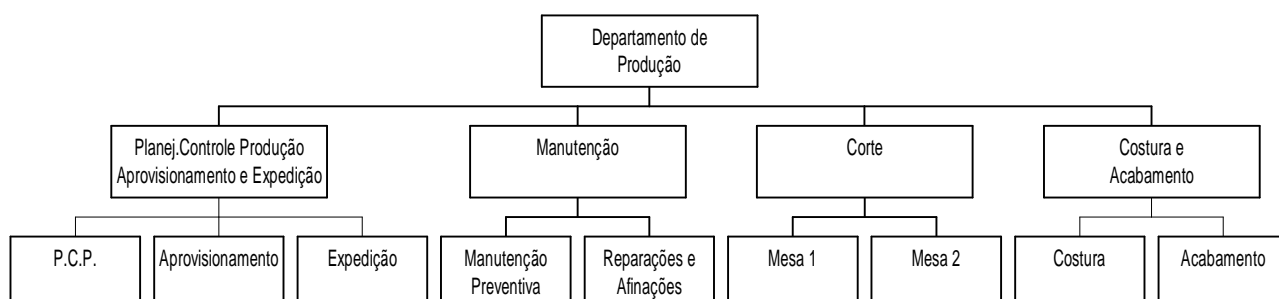 Departamento de
Produção
Planej.Controle Produção
Aprovisionamento e Expedição
Manutenção
Corte
Costura e
Acabamento
P.C.P.
Aprovisionamento
Expedição
Manutenção
Preventiva
Reparações e
Afinações
Mesa 1
Mesa 2
Costura
Acabamento